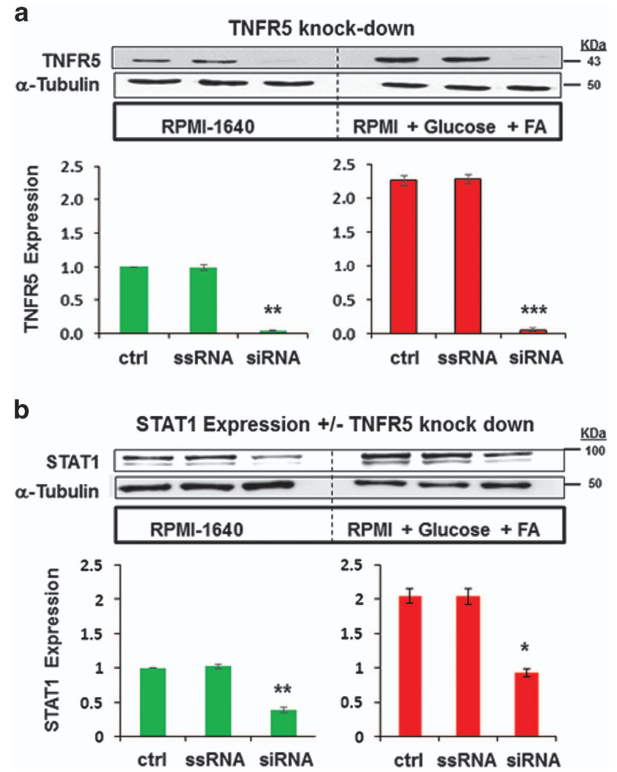 a
TNFR5 knock-down
KDa
TNFR5
43
α-Tubulin
50
RPMI-1640
RPMI + Glucose + FA
TNFR5 Expression
2.5
2.0
1.5
1.0
0.5
0.0
**
ctrl ssRNA siRNA
2.5
2.0
1.5
1.0
0.5
0.0
***
ctrl ssRNA siRNA
b
STAT1 Expression +/- TNFR5 knock down
KDa
100
STAT1
α-Tubulin
50
RPMI-1640
RPMI + Glucose + FA
STAT1 Expression
2.5
2
1.5
1
0.5
0
**
ctrl ssRNA siRNA
2.5
2
1.5
1
0.5
0
*
ctrl ssRNA siRNA